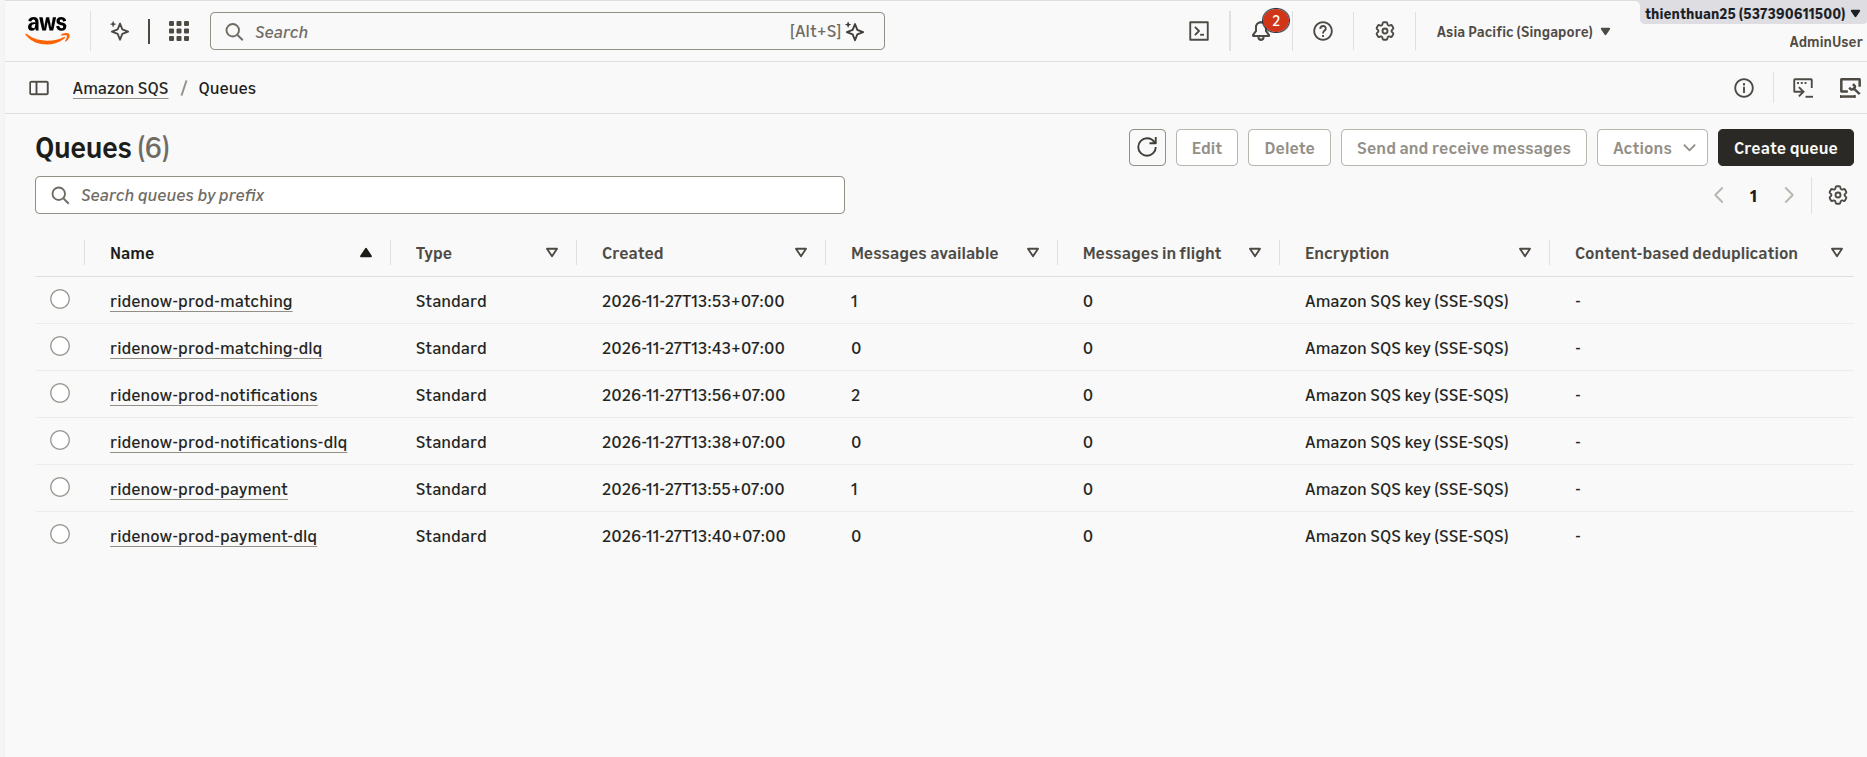 aws
Search [Alt+S]
2
Asia Pacific (Singapore)
thienthuan25 (537390611500)
AdminUser
Amazon SQS / Queues
Queues (6)
Edit Delete Send and receive messages Actions Create queue
Search queues by prefix
1
Name Type Created Messages available Messages in flight Encryption Content-based deduplication
ridenow-prod-matching Standard 2026-11-27T13:53+07:00 1 0 Amazon SQS key (SSE-SQS) -
ridenow-prod-matching-dlq Standard 2026-11-27T13:43+07:00 0 0 Amazon SQS key (SSE-SQS) -
ridenow-prod-notifications Standard 2026-11-27T13:56+07:00 2 0 Amazon SQS key (SSE-SQS) -
ridenow-prod-notifications-dlq Standard 2026-11-27T13:38+07:00 0 0 Amazon SQS key (SSE-SQS) -
ridenow-prod-payment Standard 2026-11-27T13:55+07:00 1 0 Amazon SQS key (SSE-SQS) -
ridenow-prod-payment-dlq Standard 2026-11-27T13:40+07:00 0 0 Amazon SQS key (SSE-SQS) -